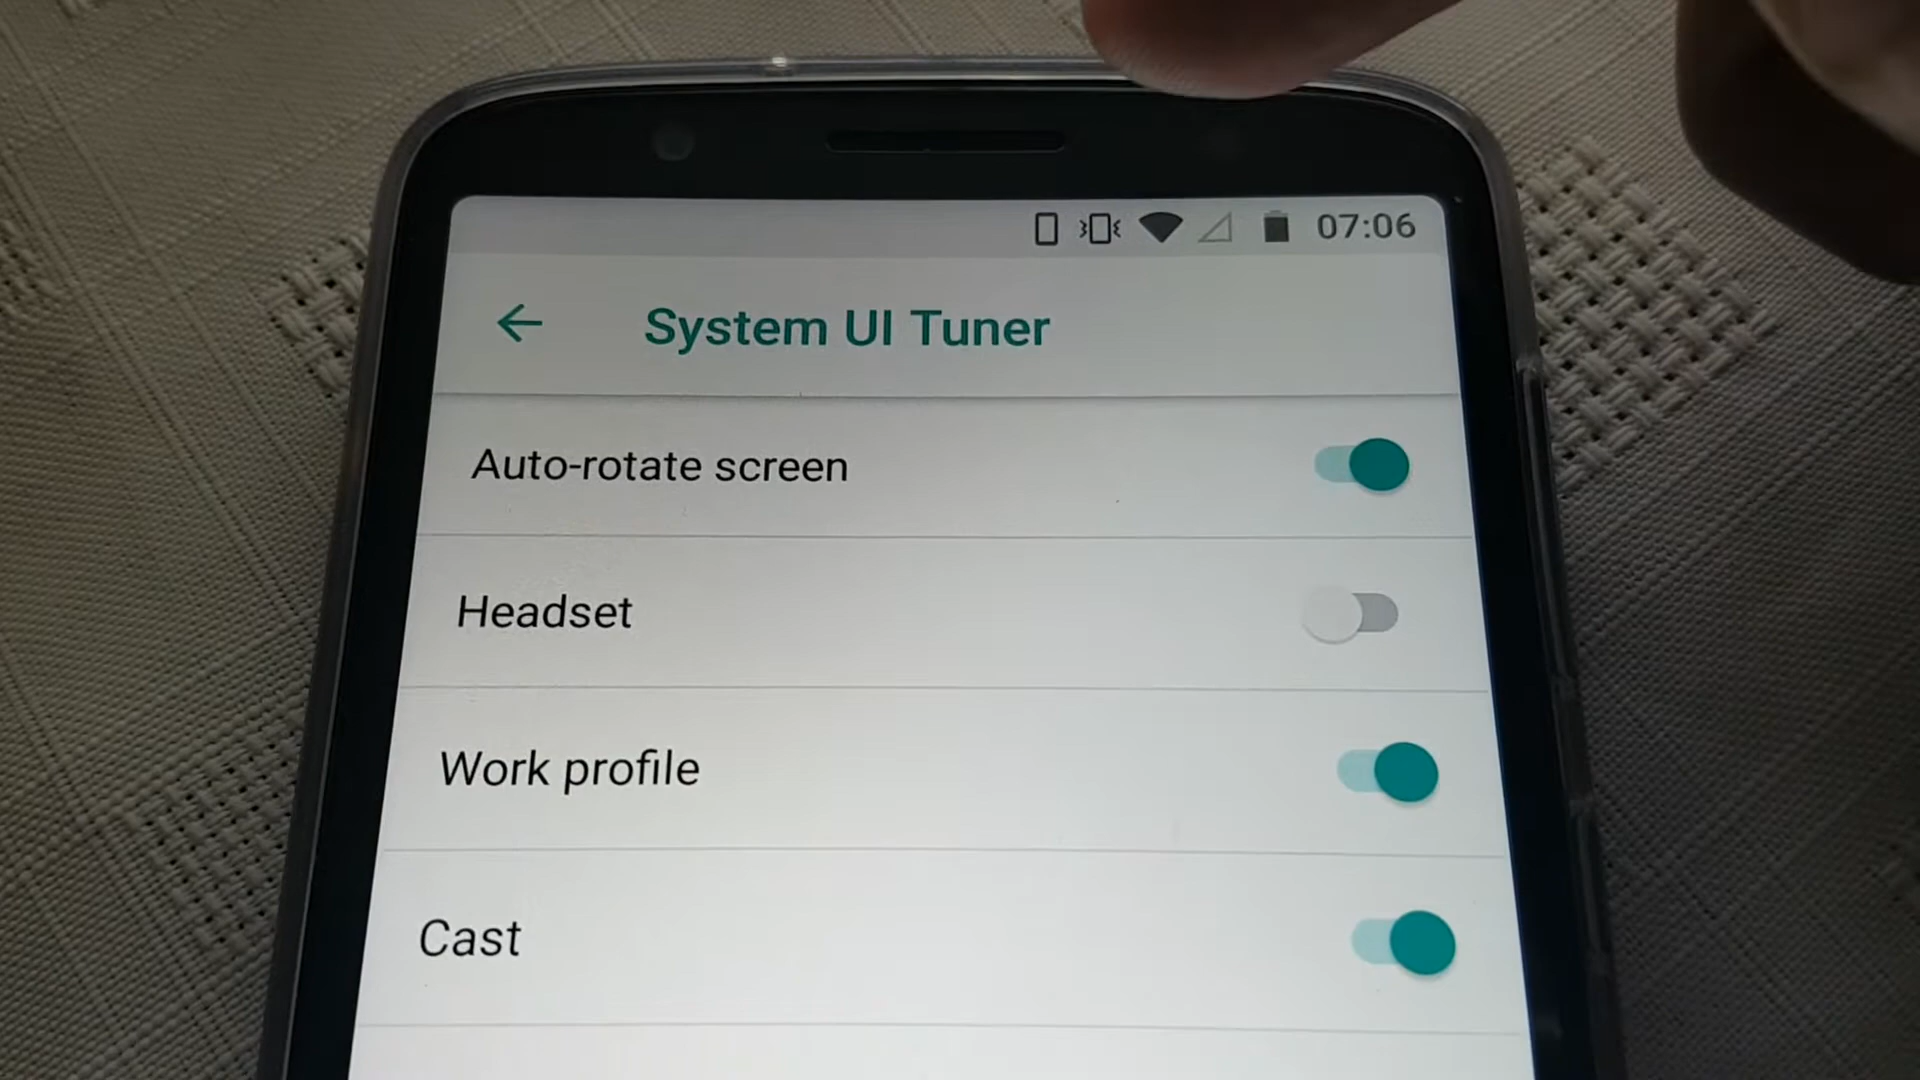 07:06
System UI Tuner
Auto-rotate screen
Headset
Work profile
Cast